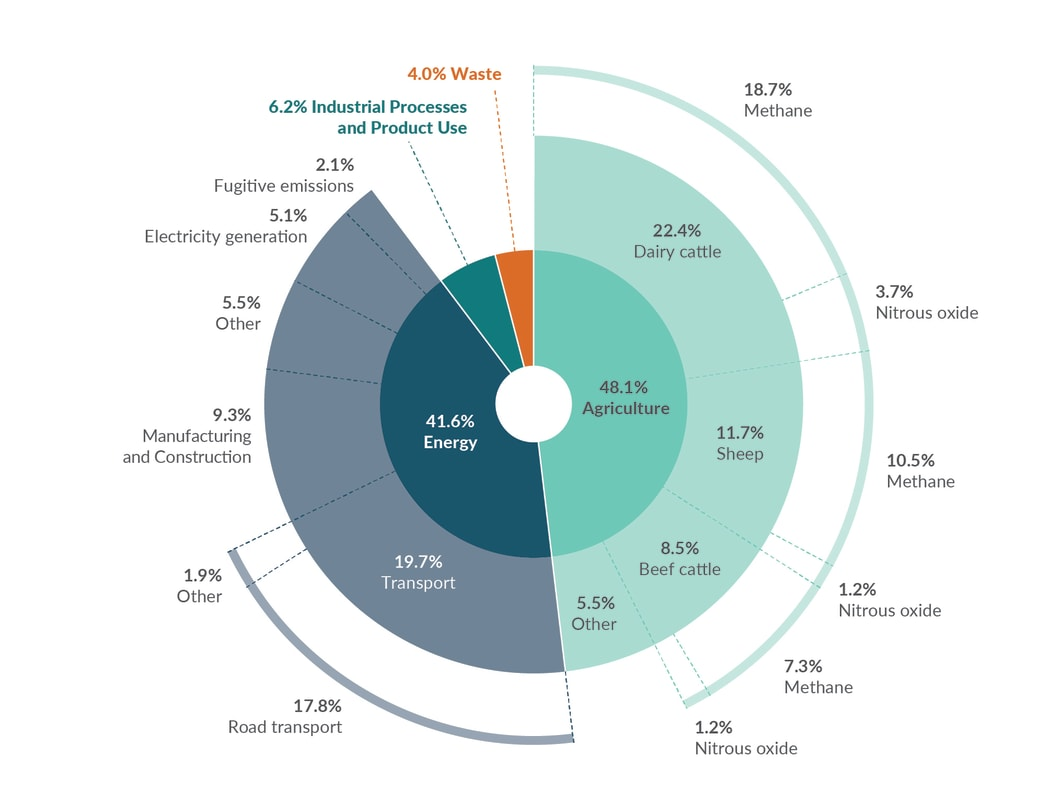 4.0% Waste
6.2% Industrial Processes
and Product Use
2.1%
Fugitive emissions
5.1%
Electricity generation
5.5%
Other
9.3%
Manufacturing
and Construction
41.6%
Energy
19.7%
Transport
1.9%
Other
17.8%
Road transport
48.1%
Agriculture
22.4%
Dairy cattle
18.7%
Methane
3.7%
Nitrous oxide
11.7%
Sheep
10.5%
Methane
1.2%
Nitrous oxide
8.5%
Beef cattle
7.3%
Methane
1.2%
Nitrous oxide
5.5%
Other